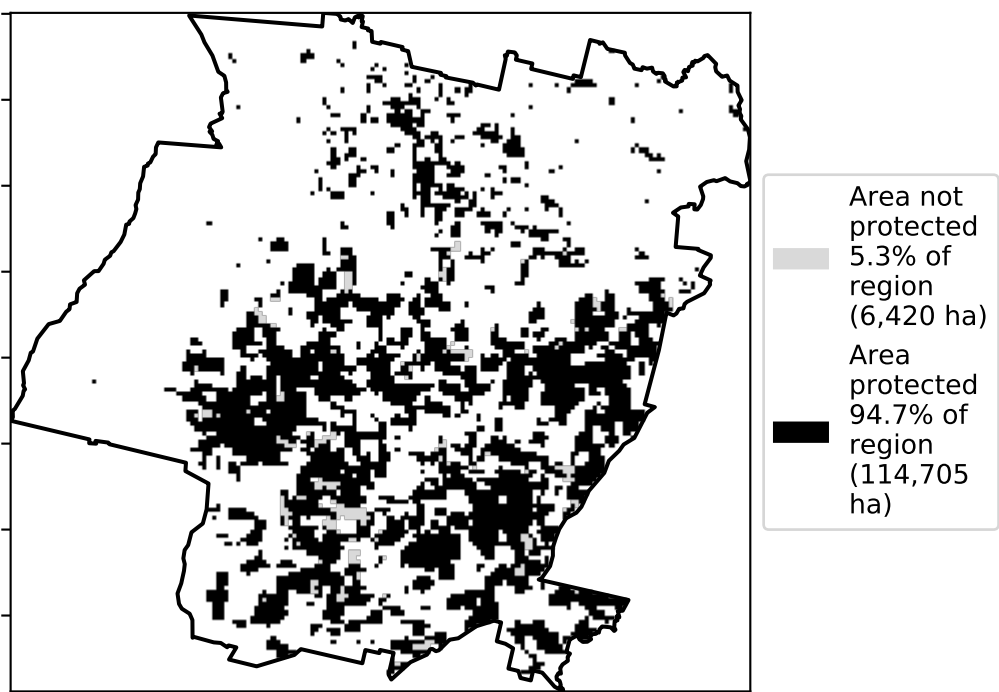 Area not
protected
5.3% of
region
(6,420 ha)
Area
protected
94.7% of
region
(114,705
ha)